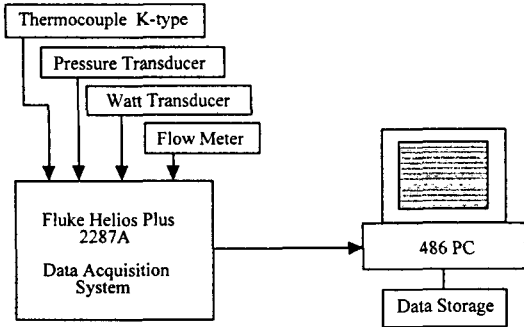 Thermocouple K-type
Pressure Transducer
Watt Transducer
Flow Meter
Fluke Helios Plus
2287A
Data Acquisition
System
486 PC
Data Storage